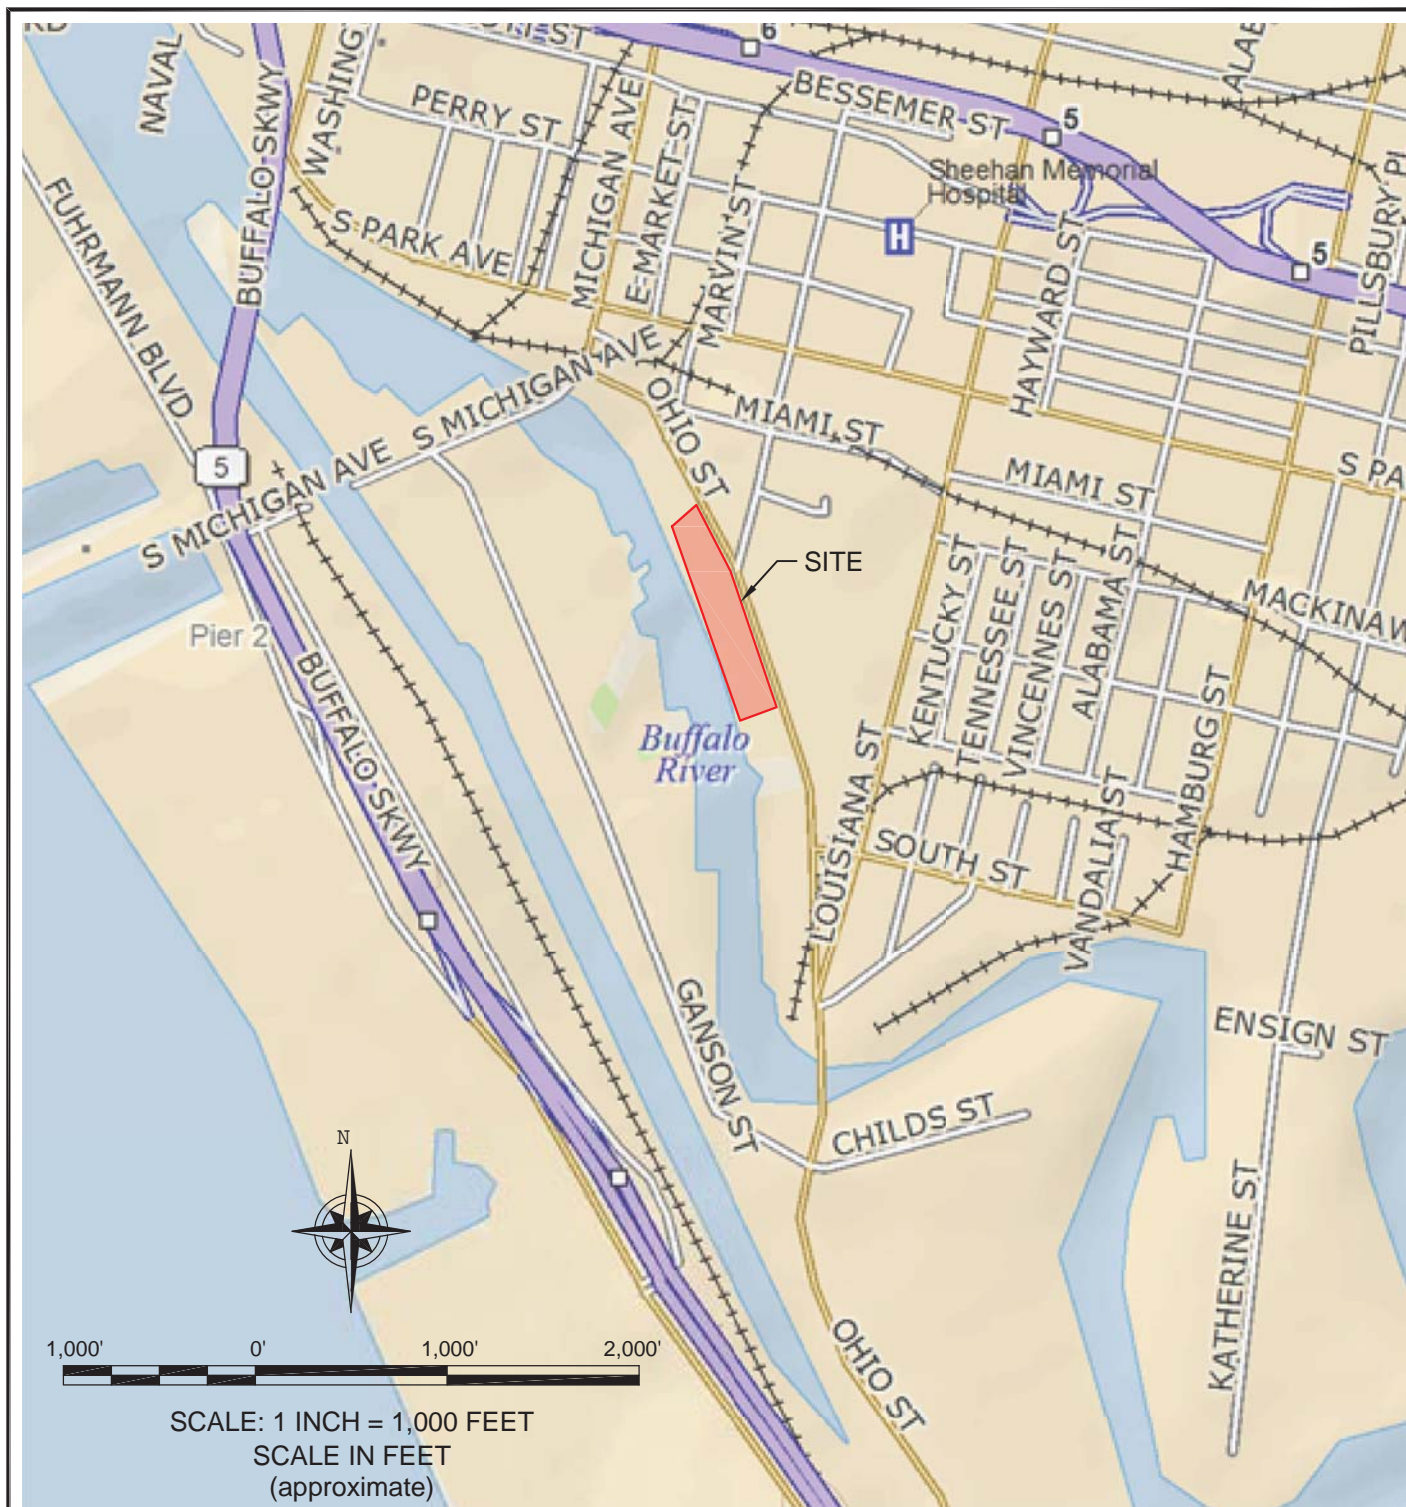 NAVAL
BUFFALO SKWY
WASHING
PERRY ST
MICHIGAN AVE
E-MARKET-ST
MARVIN ST
6
BESSEMER ST
5
Sheehan Memorial
Hospital
H
HAYWARD ST
5
PILLSBURY PL
FUHRMANN BLVD
S PARK AVE
5
S MICHIGAN AVE
S MICHIGAN AVE
OHIO ST
MIAMI ST
MIAMI ST
S PA
SITE
Pier 2
BUFFALO SKWY
KENTUCKY ST
TENNESSEE ST
VINCENNES ST
ALABAMA ST
MACKINAW
HAMBURG ST
Buffalo
River
LOUISIANA ST
SOUTH ST
VANDALIA ST
GANSON ST
ENSIGN ST
CHILDS ST
KATHERINE ST
OHIO ST
N
1,000' 0' 1,000' 2,000'
SCALE: 1 INCH = 1,000 FEET
SCALE IN FEET
(approximate)